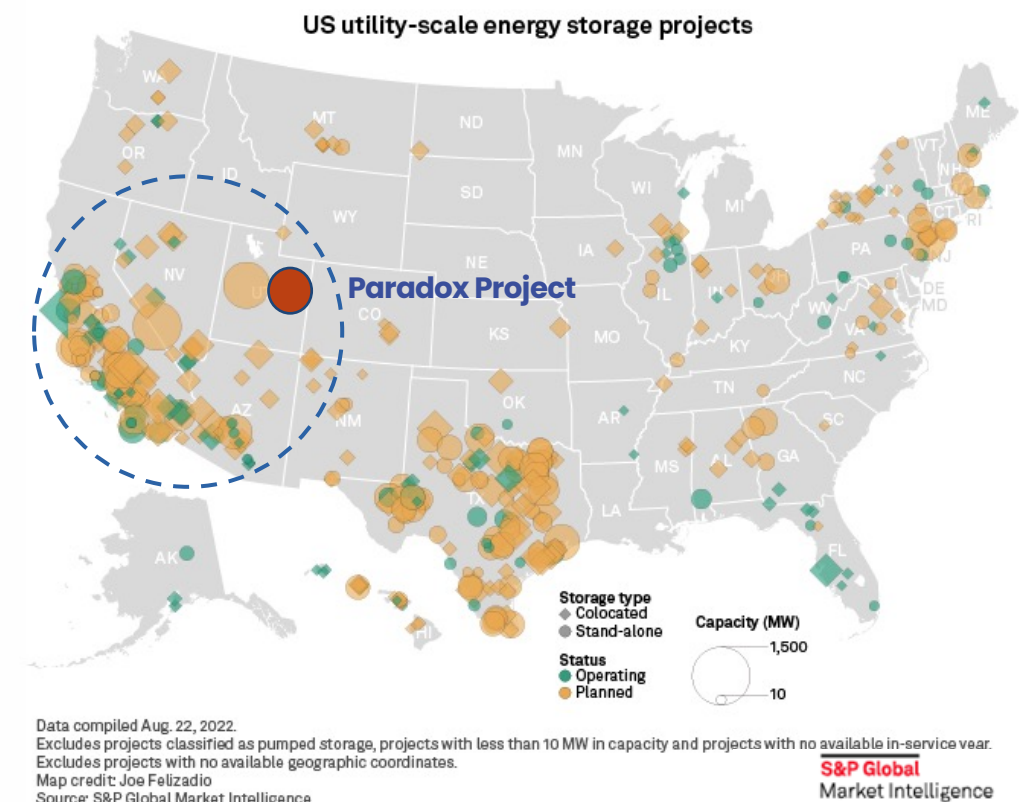 US utility-scale energy storage projects
WA
MT
ND
ME
OR
MN
VT
ID
SD
WI
NH
WY
MI
CT
RI
IA
PA
NV
NE
NJ
Paradox Project
IL
IN
OH
DE
MD
CO
WV
VA
KS
MO
KY
NC
TN
AZ
OK
NM
AR
SC
MS
AL
GA
LA
FL
AK
HI
Storage type
Colocated
Stand-alone
Status
Operating
Planned
Capacity (MW)
1,500
10
Data compiled Aug. 22, 2022.
Excludes projects classified as pumped storage, projects with less than 10 MW in capacity and projects with no available in-service year.
Excludes projects with no available geographic coordinates.
Map credit: Joe Felizadio
Source: S&P Global Market Intelligence
S&P Global
Market Intelligence